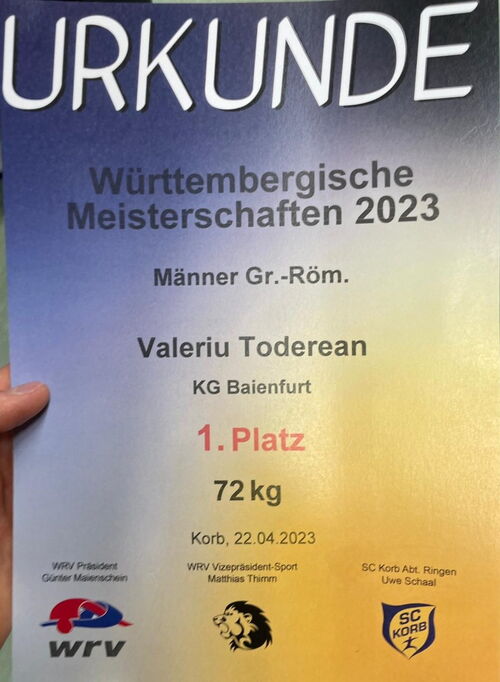 URKUNDE
Württembergische
Meisterschaften 2023
Männer Gr.-Röm.
Valeriu Toderean
KG Baienfurt
1. Platz
72 kg
Korb, 22.04.2023
WRV Präsident
Günter Maienschein
WRV Vizepräsident-Sport
Matthias Thimm
SC Korb Abt. Ringen
Uwe Schaal
wrv
SC
KORB